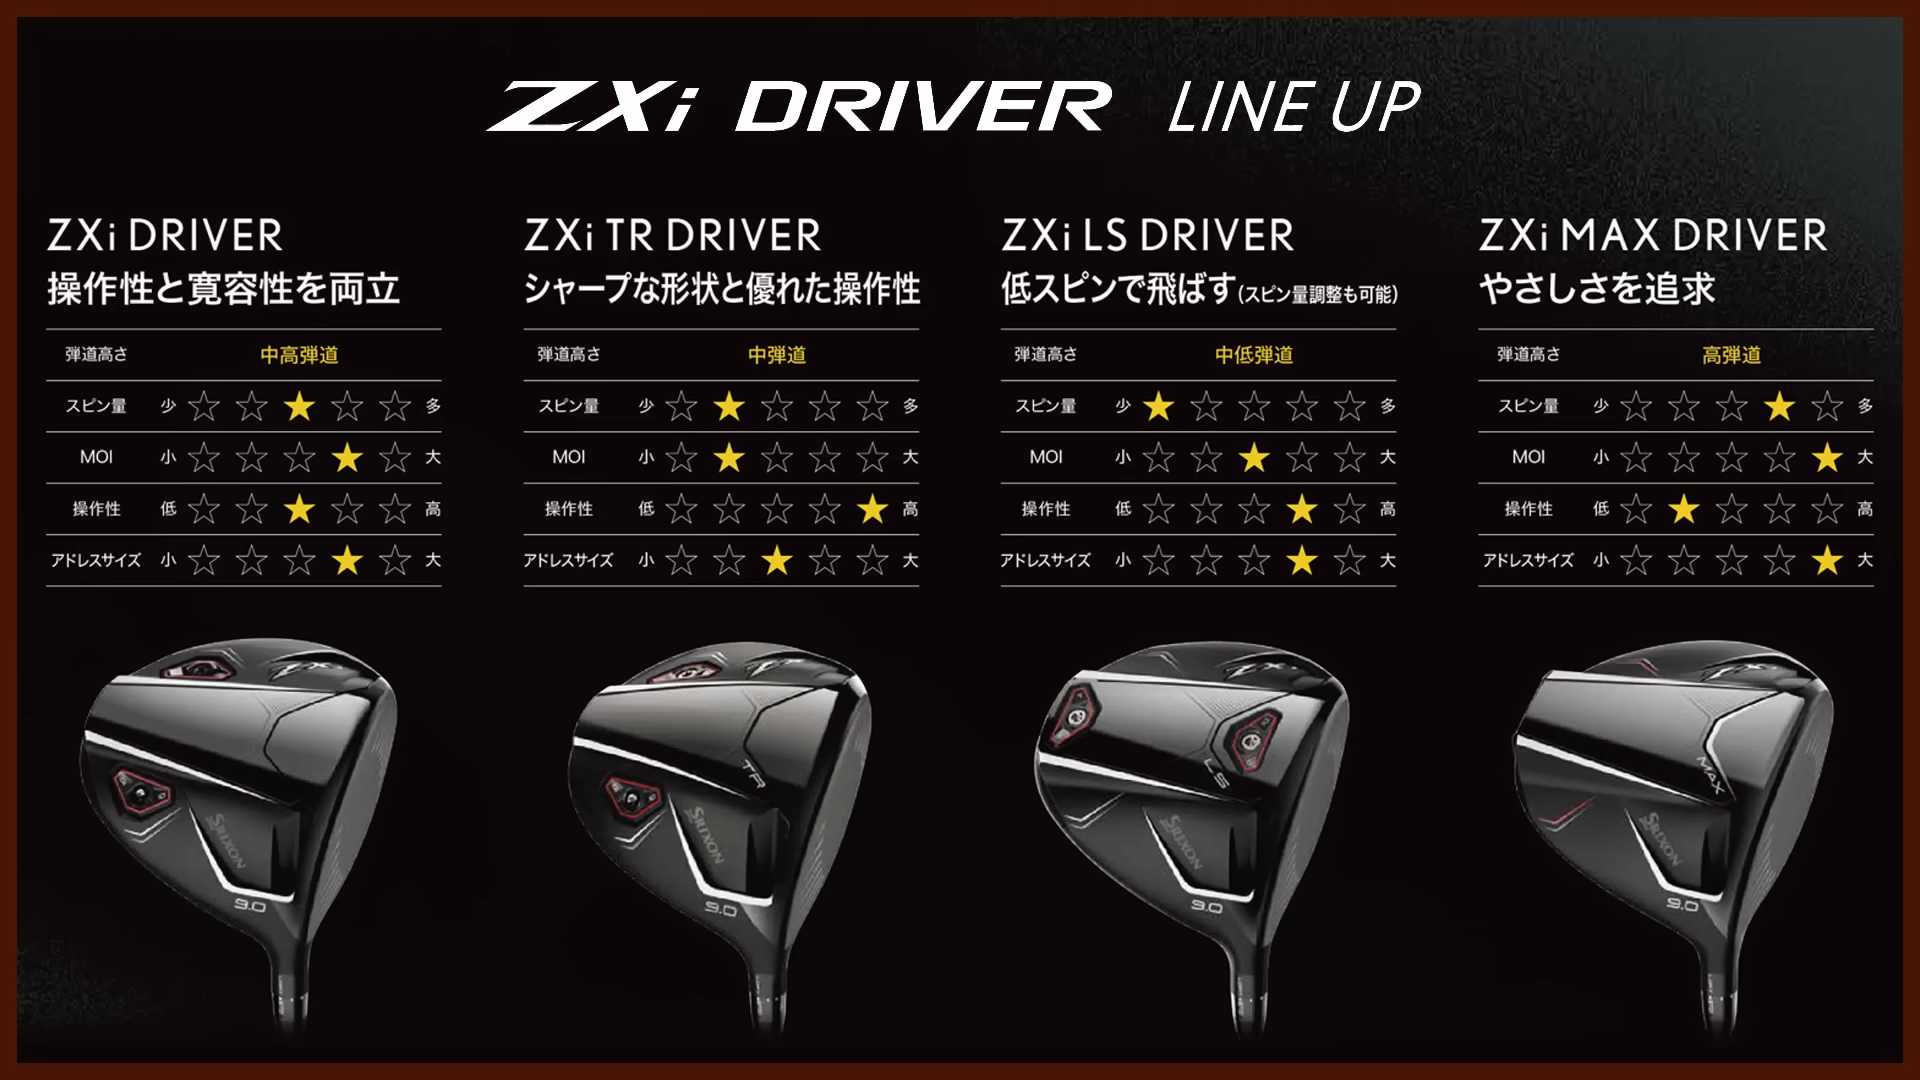 ZXi DRIVER LINE UP
ZXi DRIVER
操作性と寛容性を両立
弾道高さ 中高弾道
スピン量 少 ☆ ☆ ★ ☆ ☆ 多
MOI 小 ☆ ☆ ☆ ★ ☆ 大
操作性 低 ☆ ☆ ★ ☆ ☆ 高
アドレスサイズ 小 ☆ ☆ ☆ ★ ☆ 大
ZXi
SRIXON
9.0
ZXi TR DRIVER
シャープな形状と優れた操作性
弾道高さ 中弾道
スピン量 少 ☆ ★ ☆ ☆ ☆ 多
MOI 小 ☆ ★ ☆ ☆ ☆ 大
操作性 低 ☆ ☆ ☆ ☆ ★ 高
アドレスサイズ 小 ☆ ☆ ★ ☆ ☆ 大
TR
SRIXON
9.0
ZXi LS DRIVER
低スピンで飛ばす(スピン量調整も可能)
弾道高さ 中低弾道
スピン量 少 ★ ☆ ☆ ☆ ☆ 多
MOI 小 ☆ ☆ ★ ☆ ☆ 大
操作性 低 ☆ ☆ ☆ ★ ☆ 高
アドレスサイズ 小 ☆ ☆ ☆ ★ ☆ 大
ZXi
LS
SRIXON
9.0
ZXi MAX DRIVER
やさしさを追求
弾道高さ 高弾道
スピン量 少 ☆ ☆ ☆ ★ ☆ 多
MOI 小 ☆ ☆ ☆ ☆ ★ 大
操作性 低 ☆ ★ ☆ ☆ ☆ 高
アドレスサイズ 小 ☆ ☆ ☆ ☆ ★ 大
ZXi
MAX
SRIXON
9.0